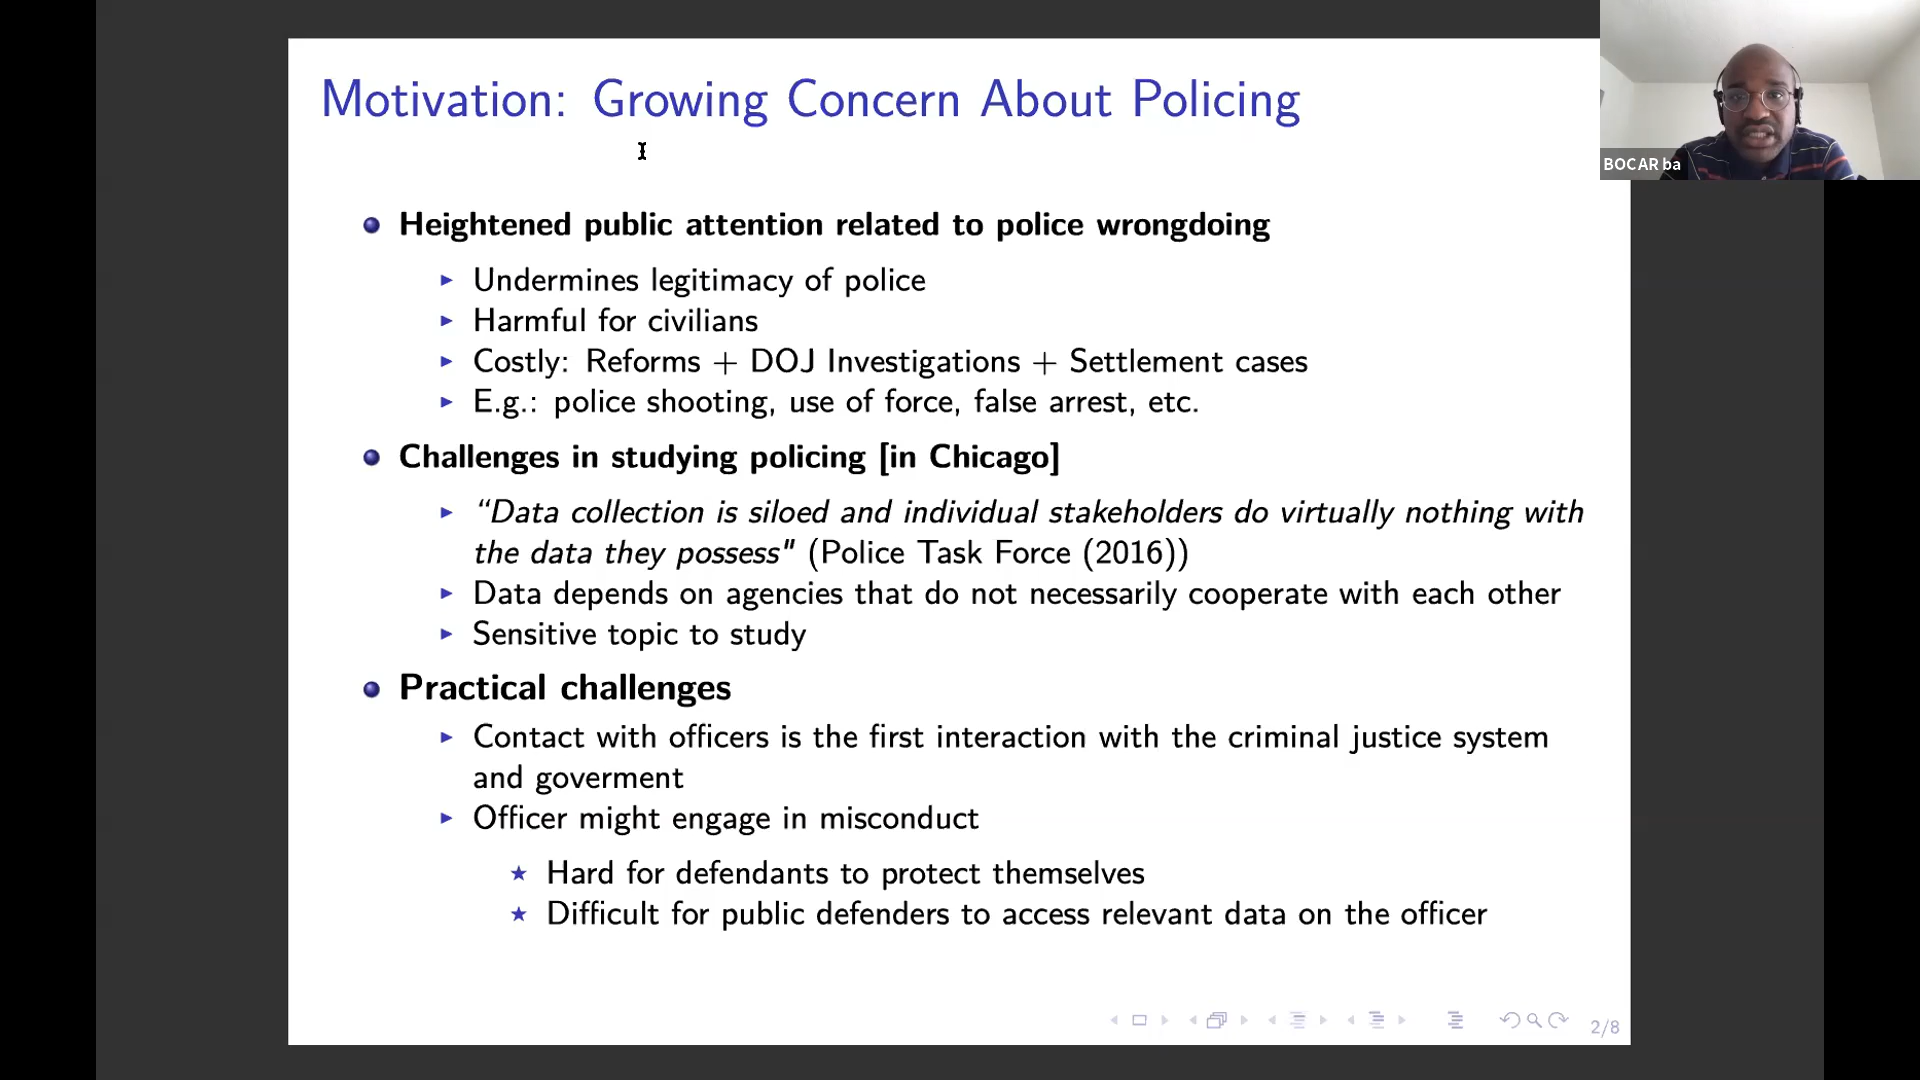 Motivation: Growing Concern About Policing
BOCAR ba
Heightened public attention related to police wrongdoing
Undermines legitimacy of police
Harmful for civilians
Costly: Reforms + DOJ Investigations + Settlement cases
E.g.: police shooting, use of force, false arrest, etc.
Challenges in studying policing [in Chicago]
“Data collection is siloed and individual stakeholders do virtually nothing with
the data they possess" (Police Task Force (2016))
Data depends on agencies that do not necessarily cooperate with each other
Sensitive topic to study
Practical challenges
Contact with officers is the first interaction with the criminal justice system
and goverment
Officer might engage in misconduct
Hard for defendants to protect themselves
Difficult for public defenders to access relevant data on the officer
2/8